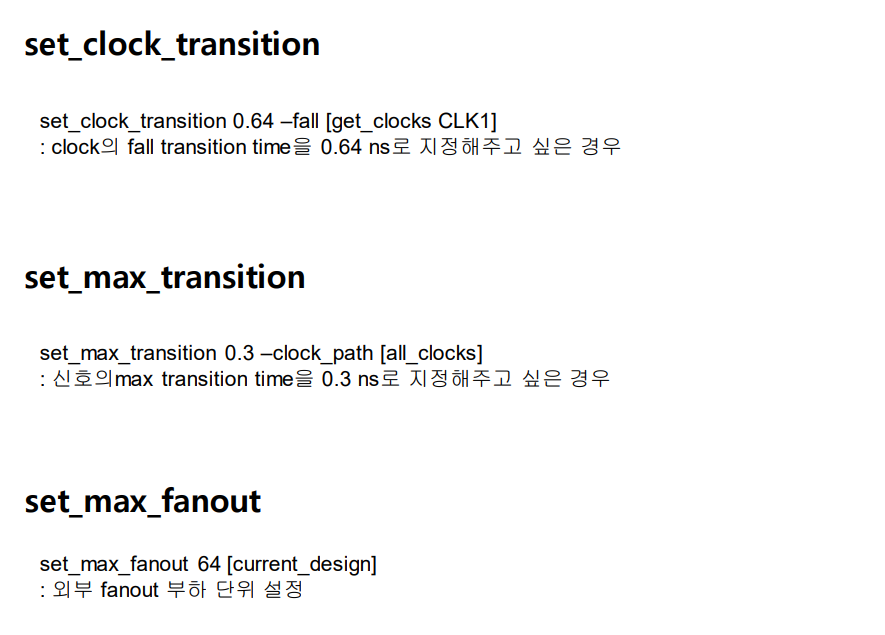 set_clock_transition
set_clock_transition 0.64 –fall [get_clocks CLK1]
: clock의 fall transition time을 0.64 ns로 지정해주고 싶은 경우
set_max_transition
set_max_transition 0.3 –clock_path [all_clocks]
: 신호의max transition time을 0.3 ns로 지정해주고 싶은 경우
set_max_fanout
set_max_fanout 64 [current_design]
: 외부 fanout 부하 단위 설정